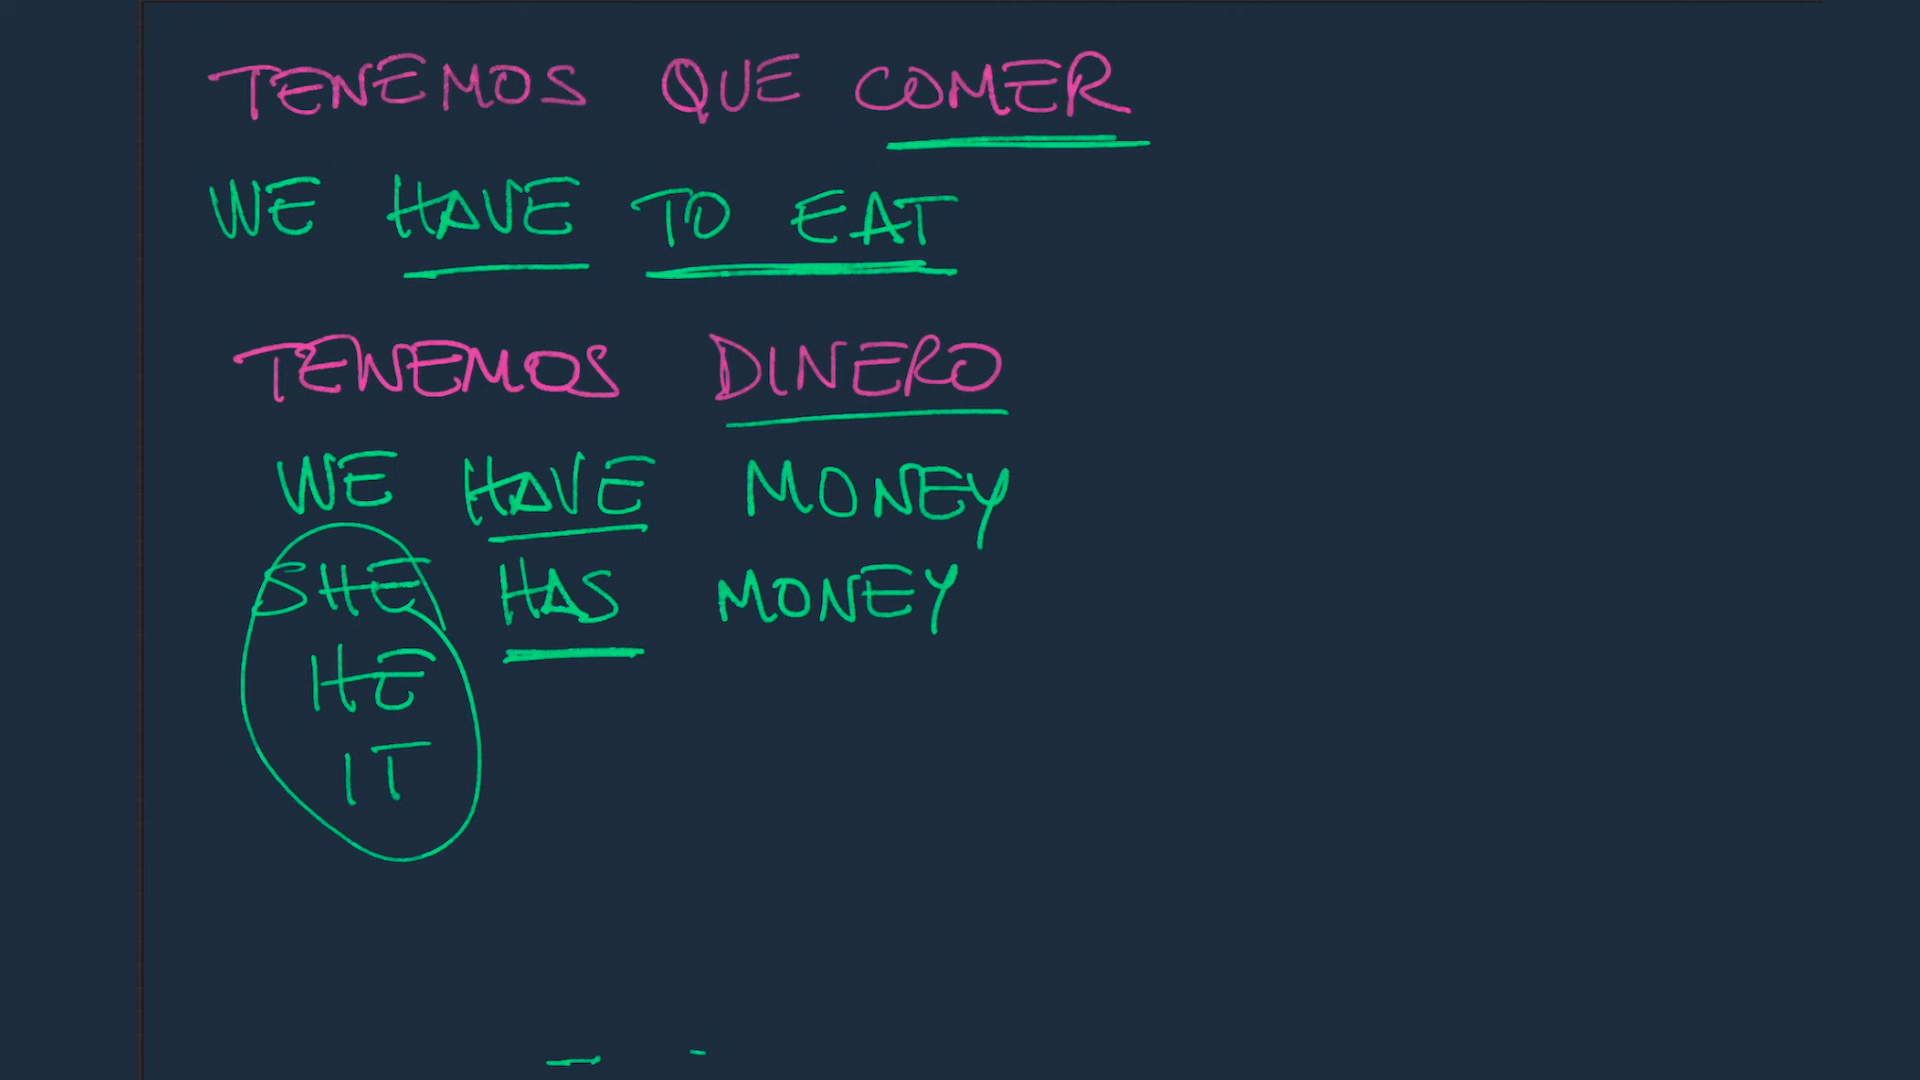 TENEMOS QUE COMER
WE HAVE TO EAT
TENEMOS DINERO
WE HAVE MONEY
SHE HAS MONEY
HE
IT